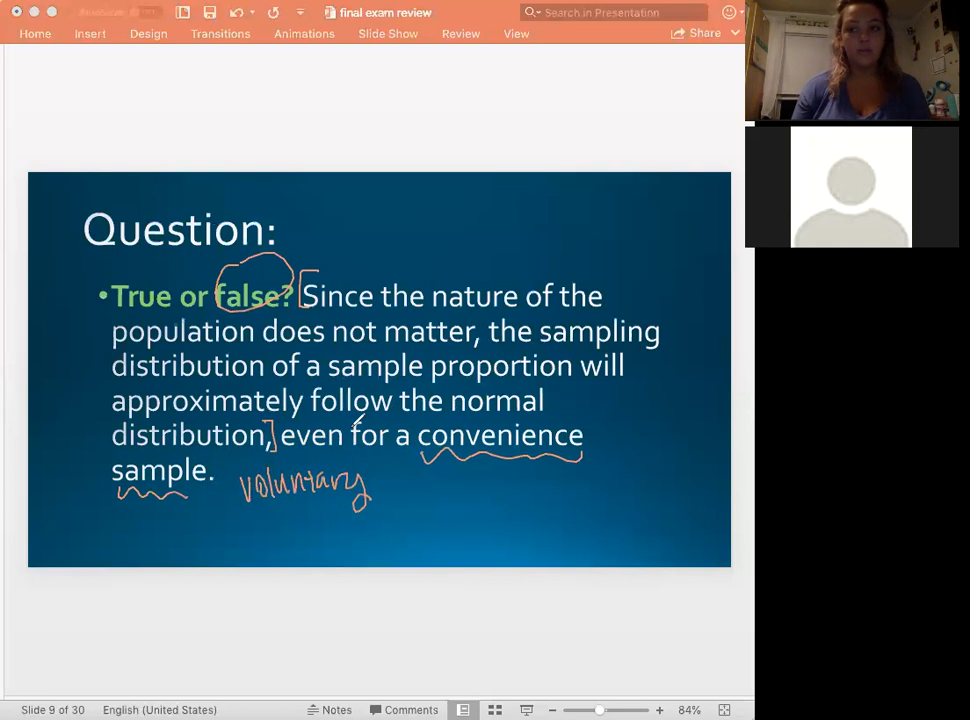 final exam review
Search in Presentation
Home Insert Design Transitions Animations Slide Show Review View Share
Question:
•True or false? [Since the nature of the
population does not matter, the sampling
distribution of a sample proportion will
approximately follow the normal
distribution,] even for a convenience
sample. voluntary
Slide 9 of 30 English (United States) Notes Comments 84%